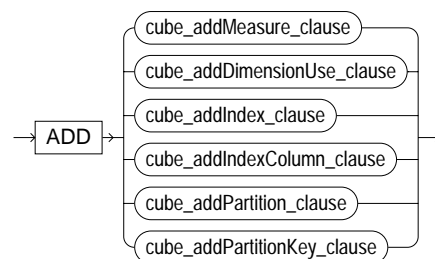 cube_addMeasure_clause
cube_addDimensionUse_clause
cube_addIndex_clause
ADD
cube_addIndexColumn_clause
cube_addPartition_clause
cube_addPartitionKey_clause